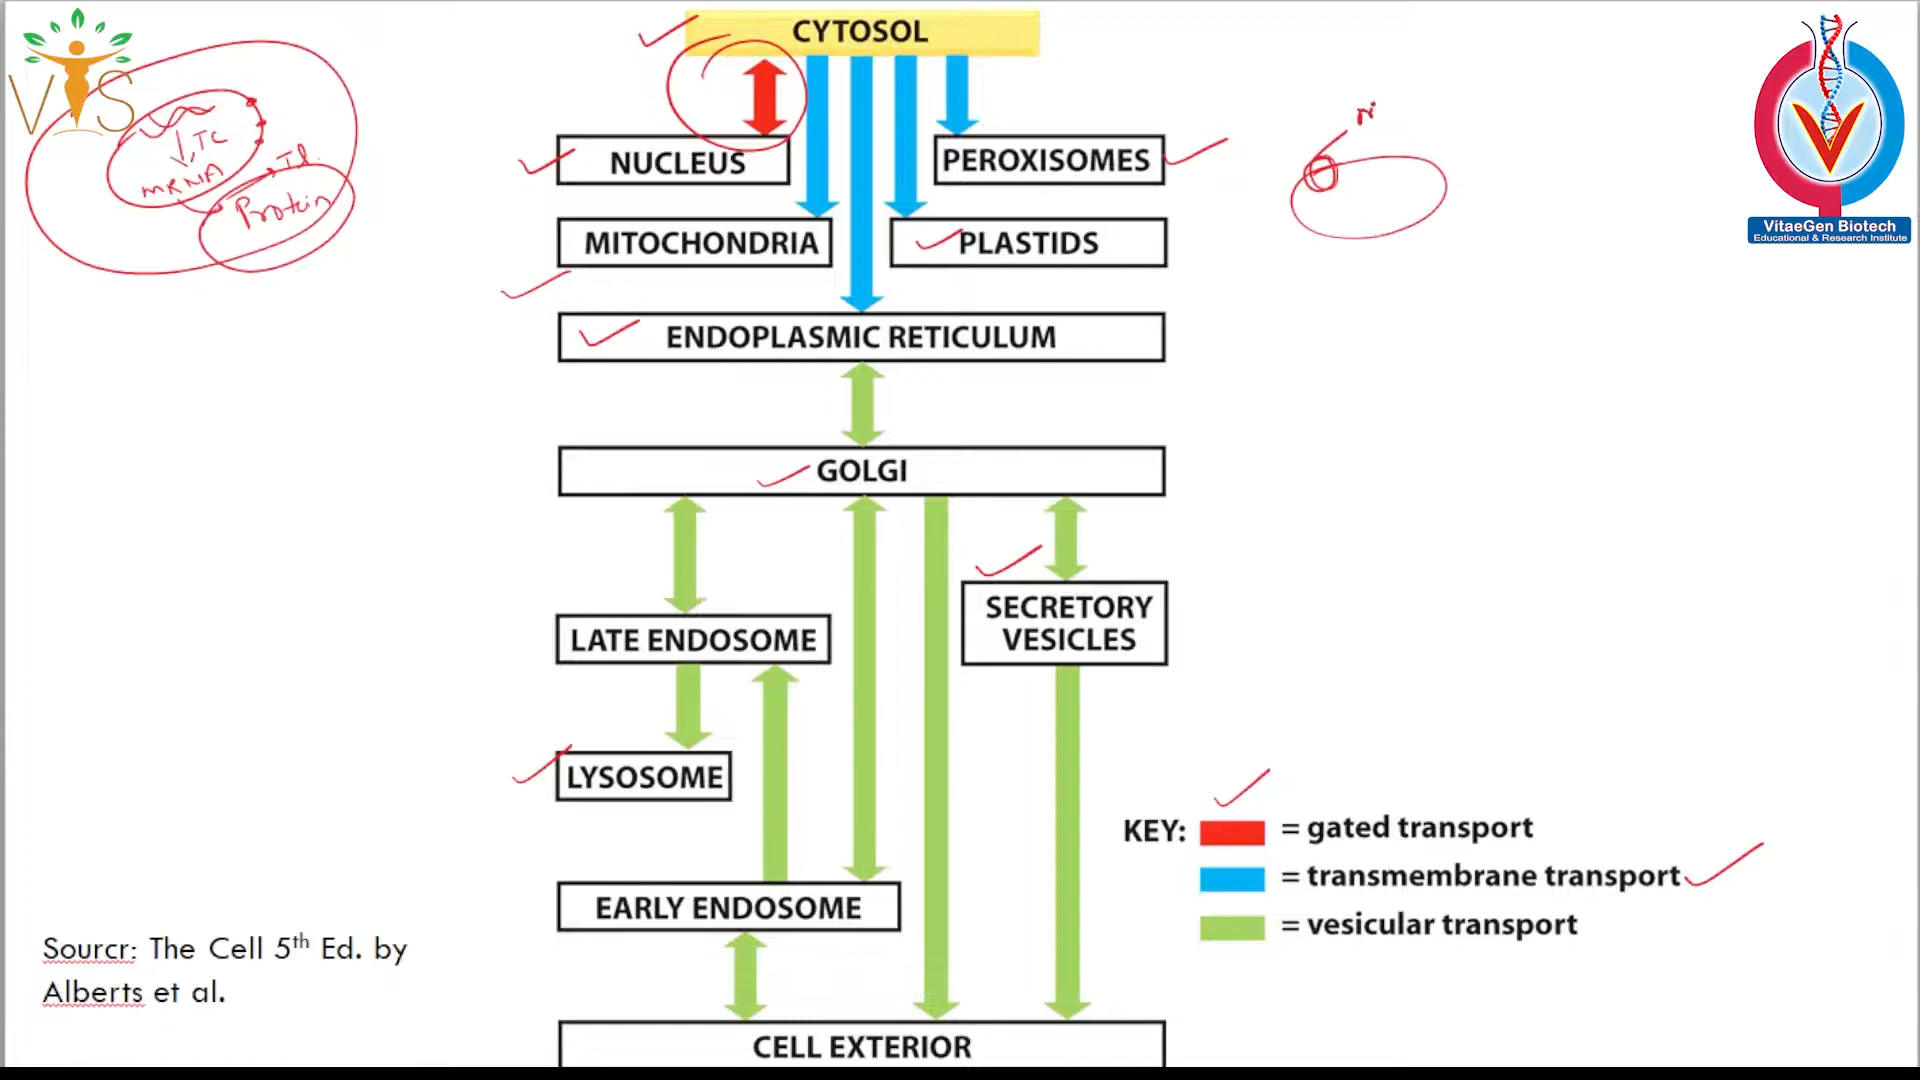 CYTOSOL
VIS
TC
mRNA
Protein
NUCLEUS
PEROXISOMES
VitaeGen Biotech
Educational & Research Institute
MITOCHONDRIA
PLASTIDS
ENDOPLASMIC RETICULUM
GOLGI
SECRETORY
VESICLES
LATE ENDOSOME
LYSOSOME
KEY:
= gated transport
= transmembrane transport
= vesicular transport
EARLY ENDOSOME
Sourcr: The Cell 5th Ed. by
Alberts et al.
CELL EXTERIOR